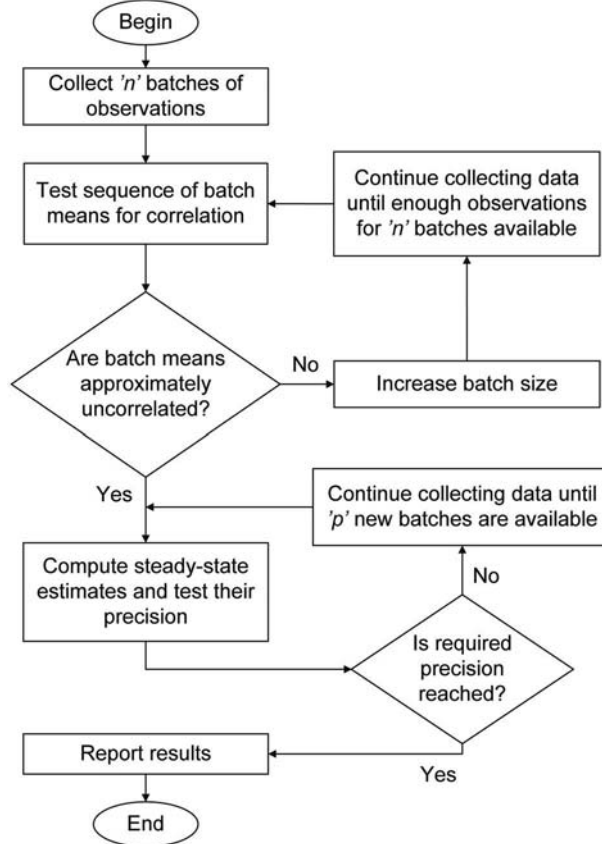 Begin
Collect 'n' batches of
observations
Test sequence of batch
means for correlation
Continue collecting data
until enough observations
for 'n' batches available
Are batch means
approximately
uncorrelated?
No
Increase batch size
Yes
Continue collecting data until
'p' new batches are available
Compute steady-state
estimates and test their
precision
No
Is required
precision
reached?
Yes
Report results
End